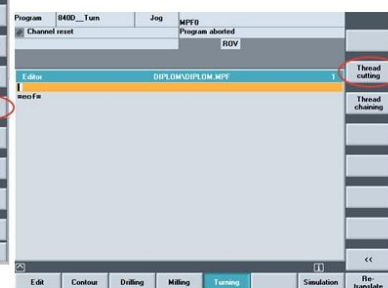 Program 840D__Turn Jog MPF0
Channel reset Program aborted
ROV
Editor DIPLOM\DIPLOM.MPF 1
=eof=
Thread cutting
Thread chaining
<<
Edit Contour Drilling Milling Turning Simulation Re-translate